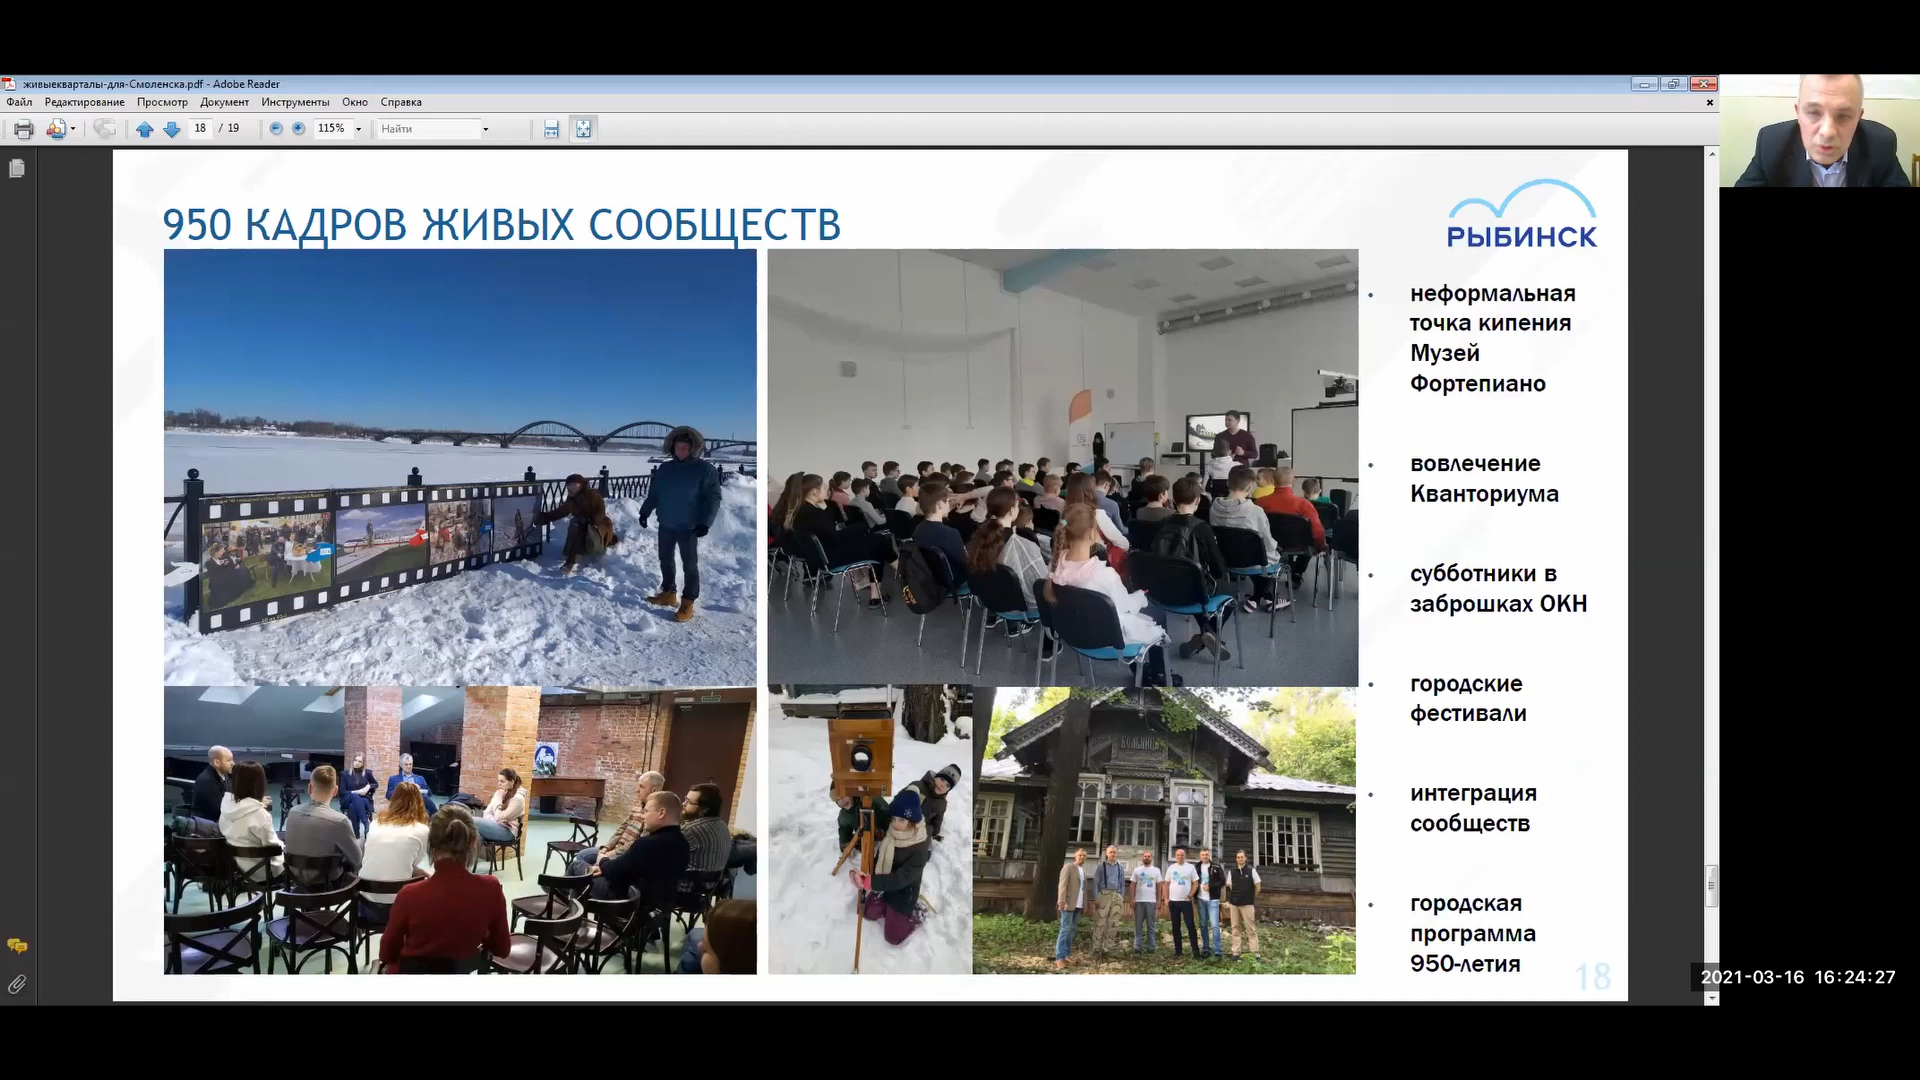 живыекварталы-для-Смоленска.pdf - Adobe Reader
Файл Редактирование Просмотр Документ Инструменты Окно Справка
18 / 19 115% Найти
950 КАДРОВ ЖИВЫХ СООБЩЕСТВ
РЫБИНСК
• неформальная
точка кипения
Музей
Фортепиано
• вовлечение
Кванториума
• субботники в
заброшках ОКН
• городские
фестивали
• интеграция
сообществ
• городская
программа
950-летия
БОЛЬНИЦА
18
2021-03-16 16:24:27